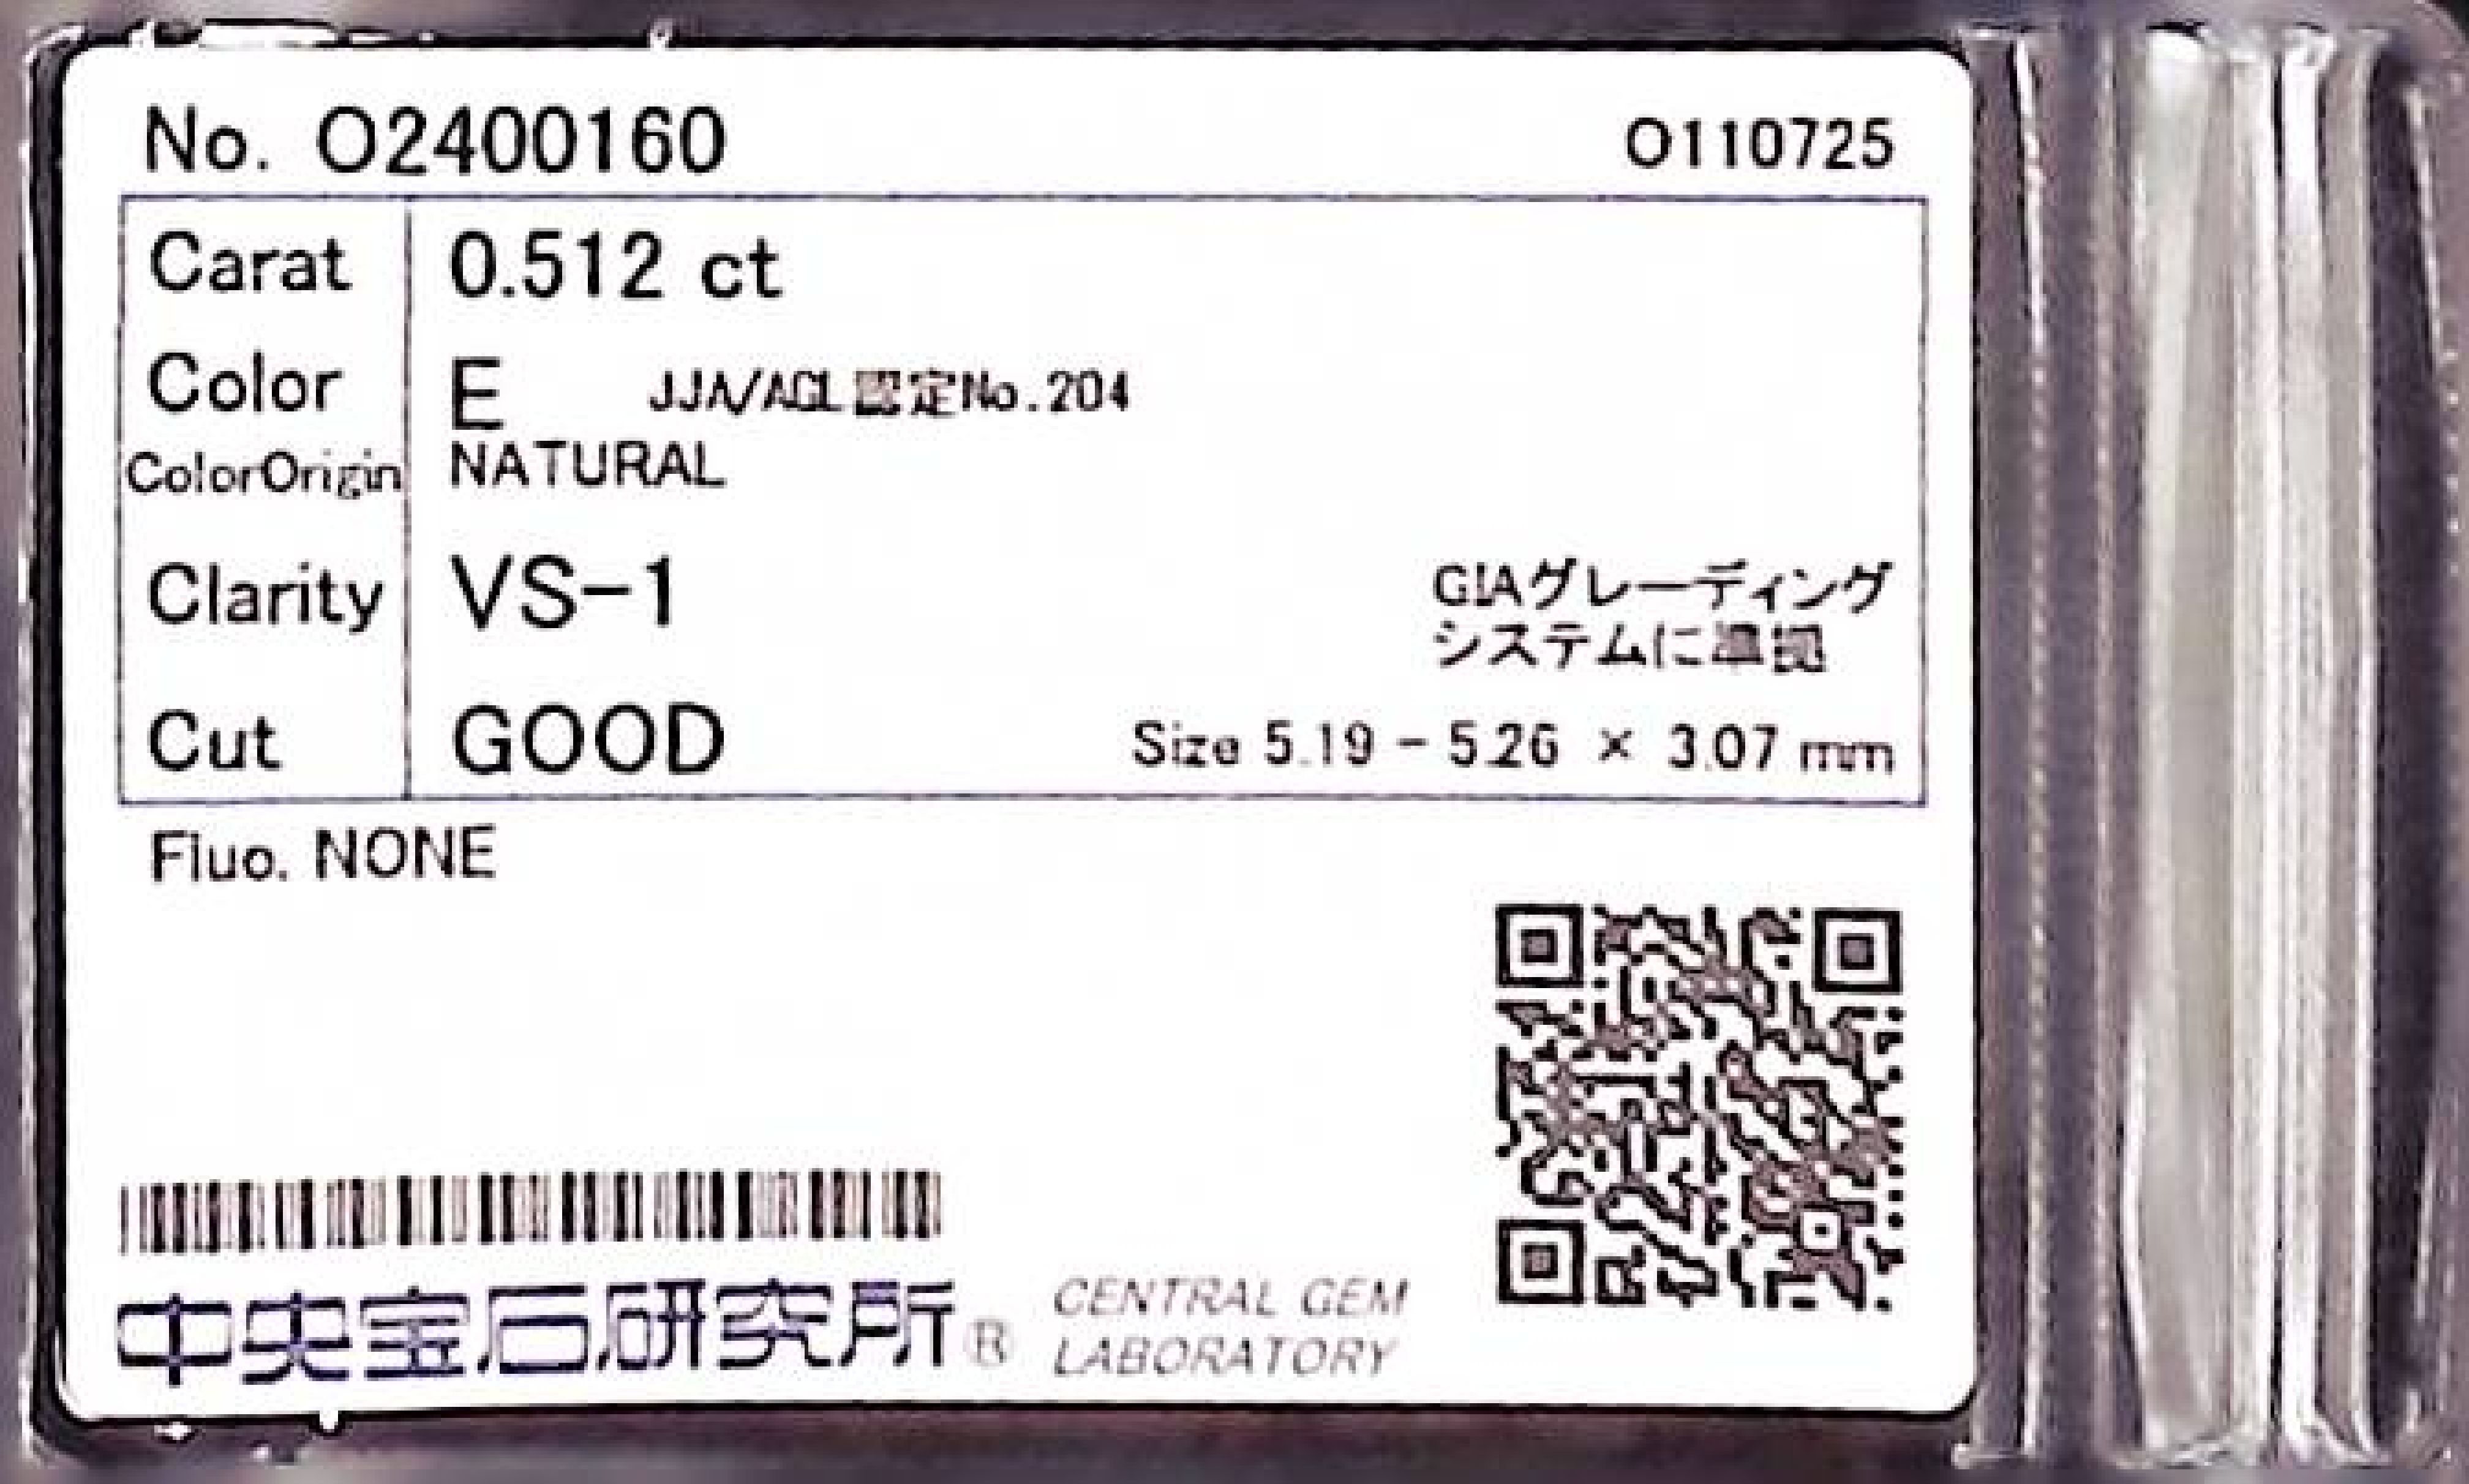 No. O2400160 O110725
Carat 0.512 ct
Color E JJA/AGL認定No.204
ColorOrigin NATURAL
Clarity VS-1
GIAグレーディング
システムに準拠
Cut GOOD Size 5.19 - 5.26 × 3.07 mm
Fluo. NONE
中央宝石研究所® CENTRAL GEM
LABORATORY